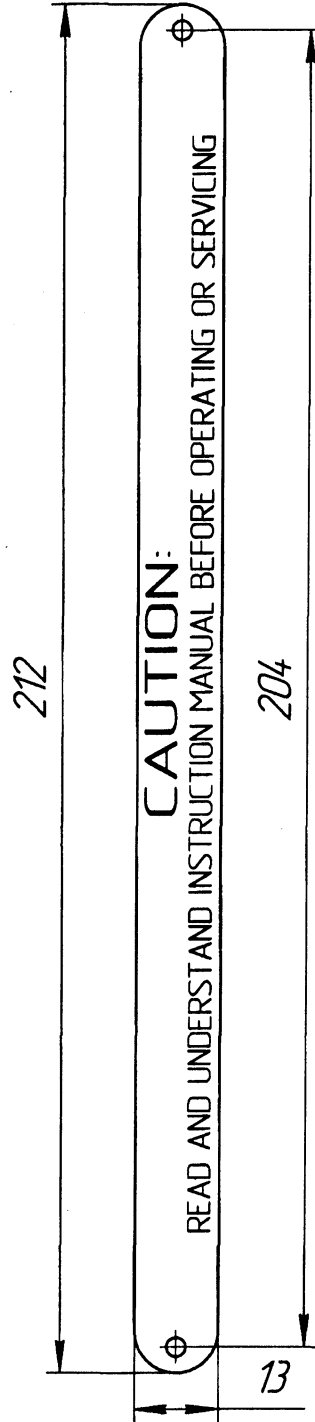 212
CAUTION:
READ AND UNDERSTAND INSTRUCTION MANUAL BEFORE OPERATING OR SERVICING
204
13